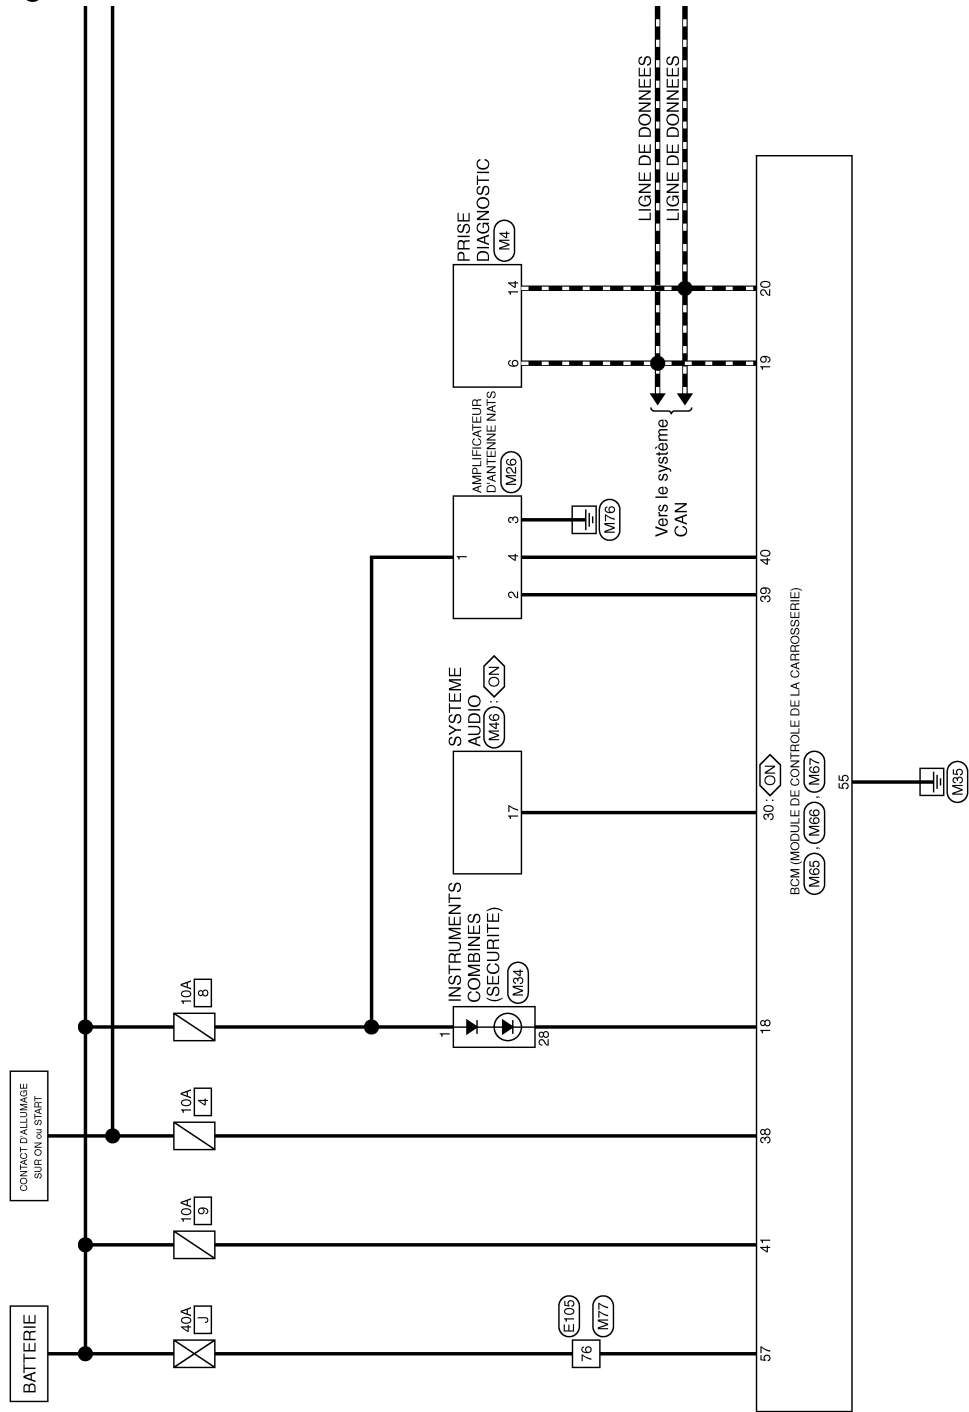 BATTERIE
CONTACT D'ALLUMAGE
SUR ON ou START
40A
J
10A
9
10A
4
10A
8
E105
M77
76
INSTRUMENTS
COMBINES
(SECURITE)
M34
1
28
SYSTEME
AUDIO
M46 : ON
17
AMPLIFICATEUR
D'ANTENNE NATS
M26
1
2
4
3
M76
PRISE
DIAGNOSTIC
M4
6
14
LIGNE DE DONNEES
LIGNE DE DONNEES
Vers le système
CAN
57
41
38
18
30 : ON
39
40
19
20
BCM (MODULE DE CONTROLE DE LA CARROSSERIE)
M65 , M66 , M67
55
M35